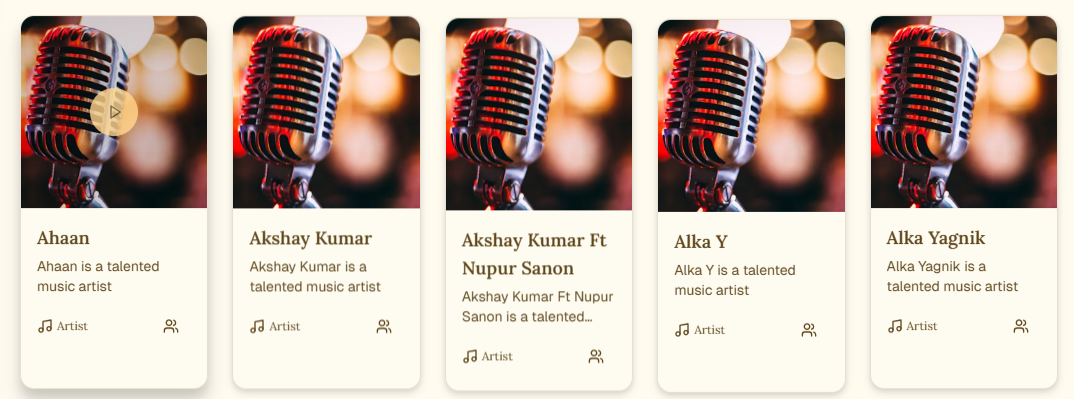 Ahaan
Ahaan is a talented
music artist
Artist
Akshay Kumar
Akshay Kumar is a
talented music artist
Artist
Akshay Kumar Ft
Nupur Sanon
Akshay Kumar Ft Nupur
Sanon is a talented...
Artist
Alka Y
Alka Y is a talented
music artist
Artist
Alka Yagnik
Alka Yagnik is a
talented music artist
Artist